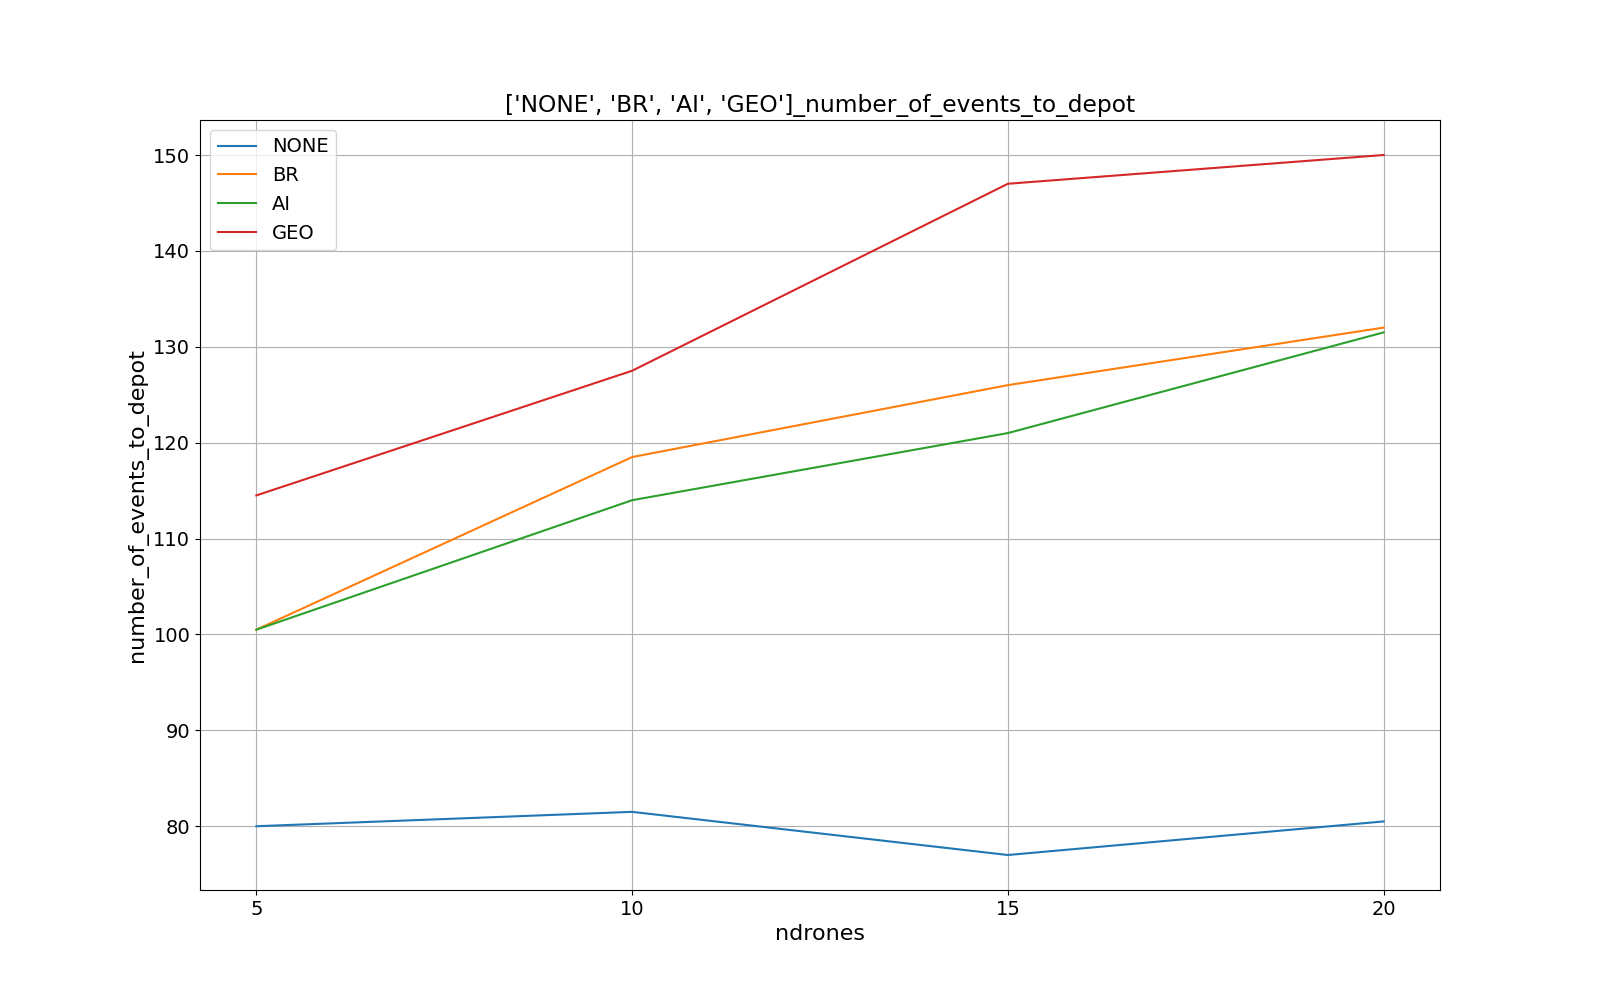 ['NONE', 'BR', 'AI', 'GEO']_number_of_events_to_depot
NONE
BR
AI
GEO
150
140
130
120
110
100
90
80
number_of_events_to_depot
5
10
15
20
ndrones